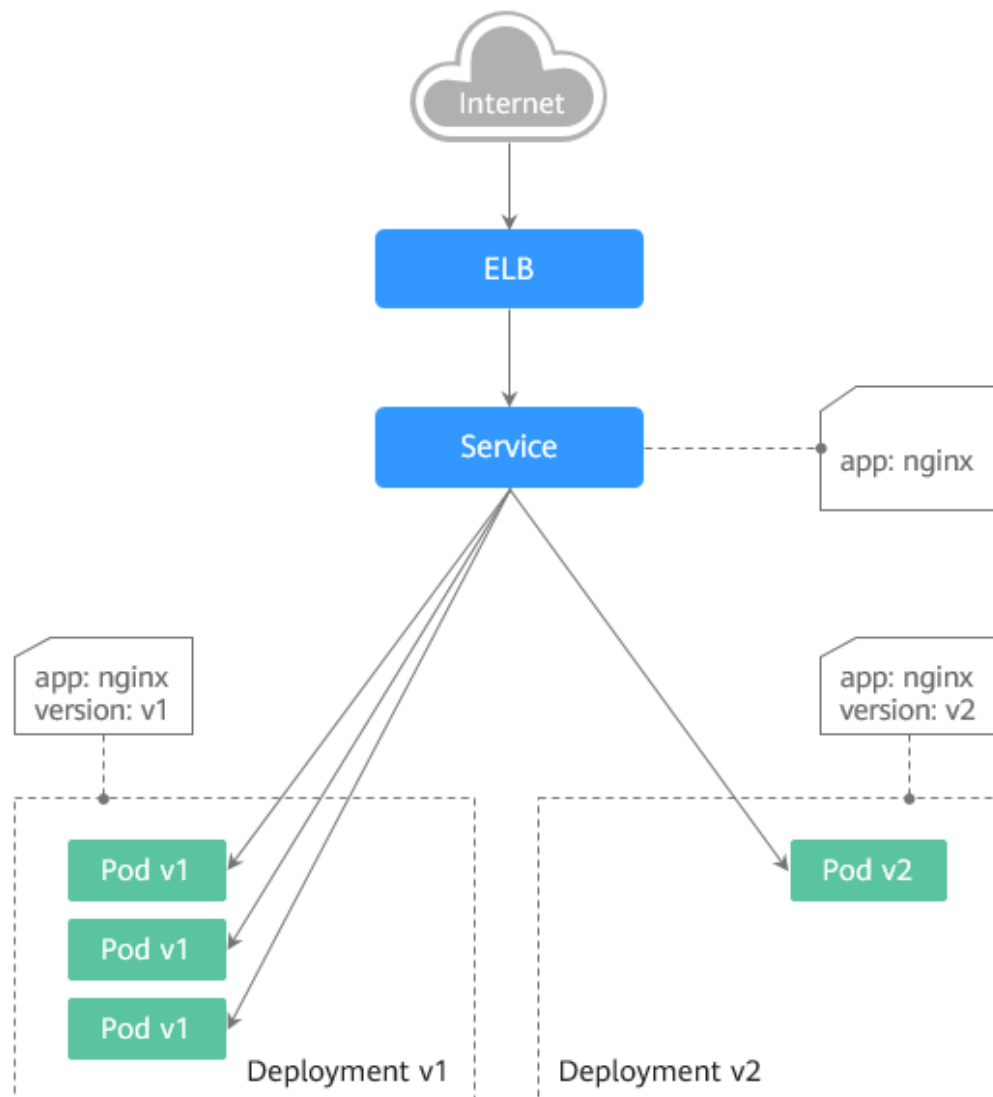 Internet
ELB
Service
app: nginx
app: nginx
version: v1
app: nginx
version: v2
Pod v1
Pod v2
Pod v1
Pod v1
Deployment v1
Deployment v2